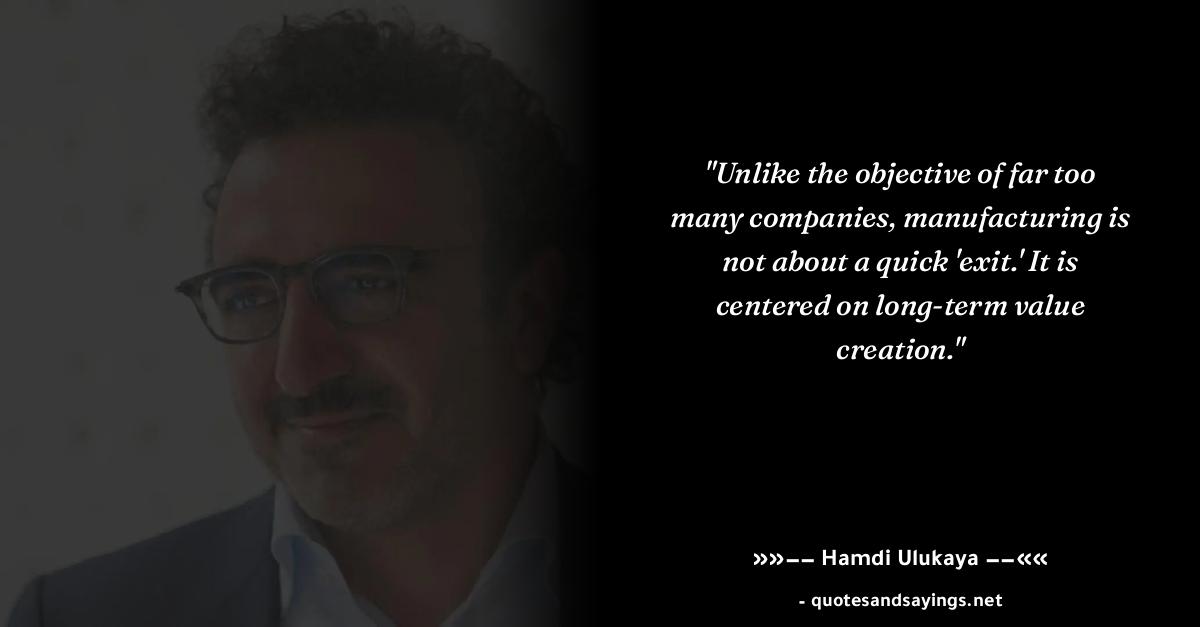 "Unlike the objective of far too
many companies, manufacturing is
not about a quick 'exit.' It is
centered on long-term value
creation."
»»–– Hamdi Ulukaya ––««
- quotesandsayings.net